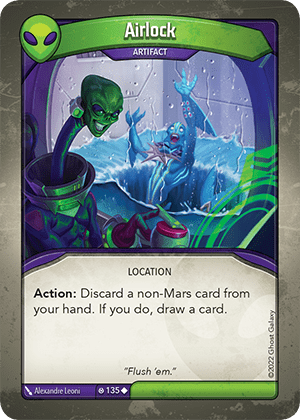 Airlock
ARTIFACT
LOCATION
Action: Discard a non-Mars card from
your hand. If you do, draw a card.
"Flush 'em."
Alexandre Leoni
135
©2022 Ghost Galaxy